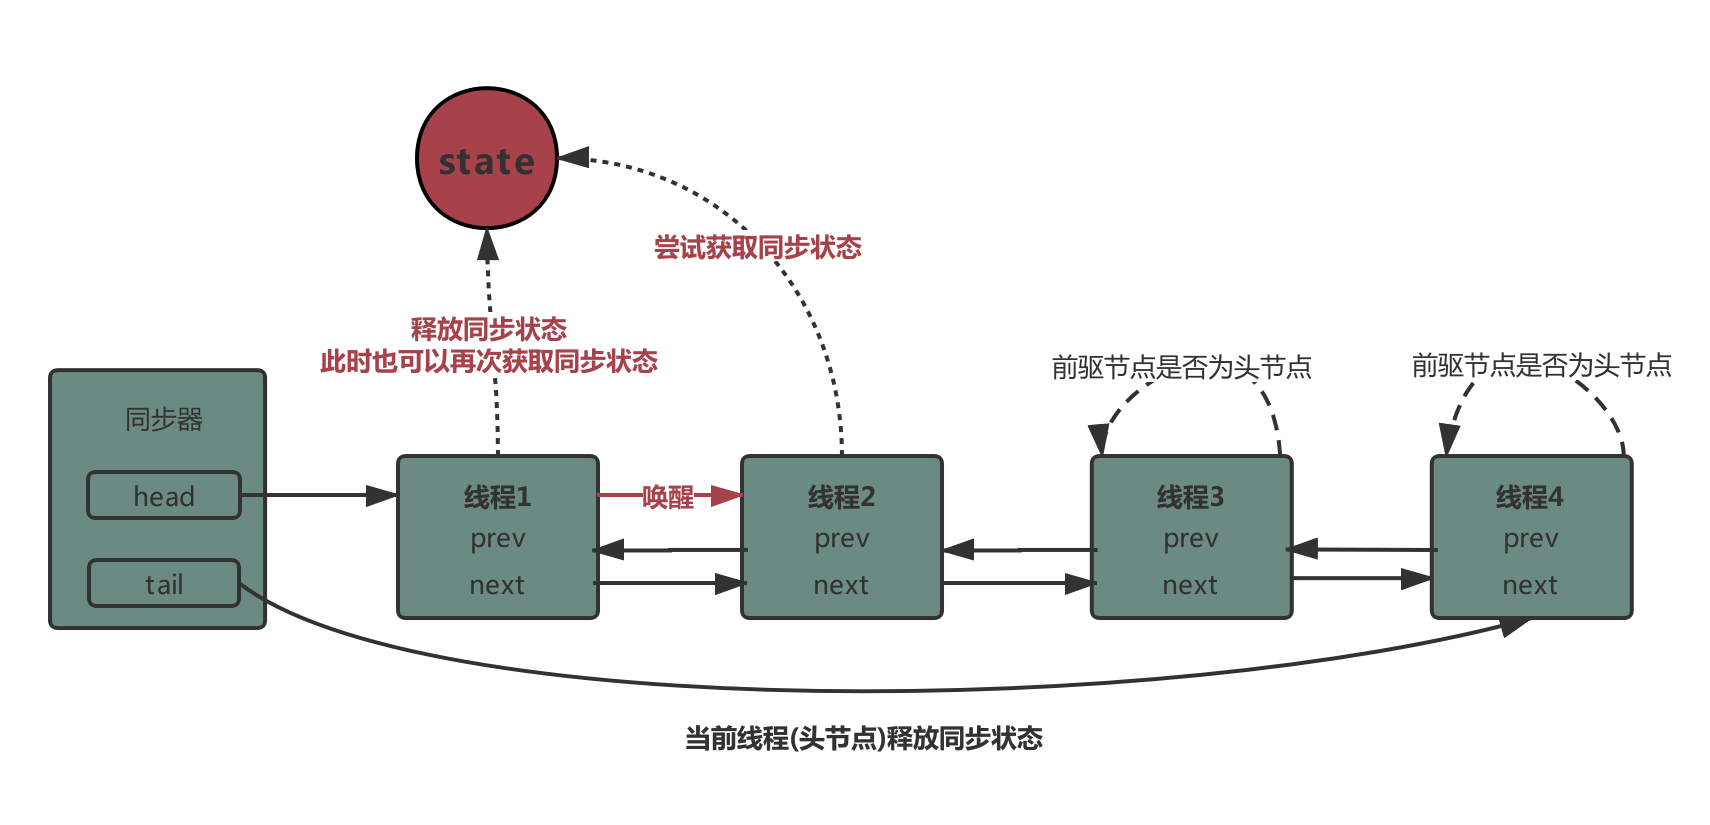 state
尝试获取同步状态
释放同步状态
此时也可以再次获取同步状态
前驱节点是否为头节点
前驱节点是否为头节点
同步器
head
tail
线程1
prev
next
唤醒
线程2
prev
next
线程3
prev
next
线程4
prev
next
当前线程(头节点)释放同步状态